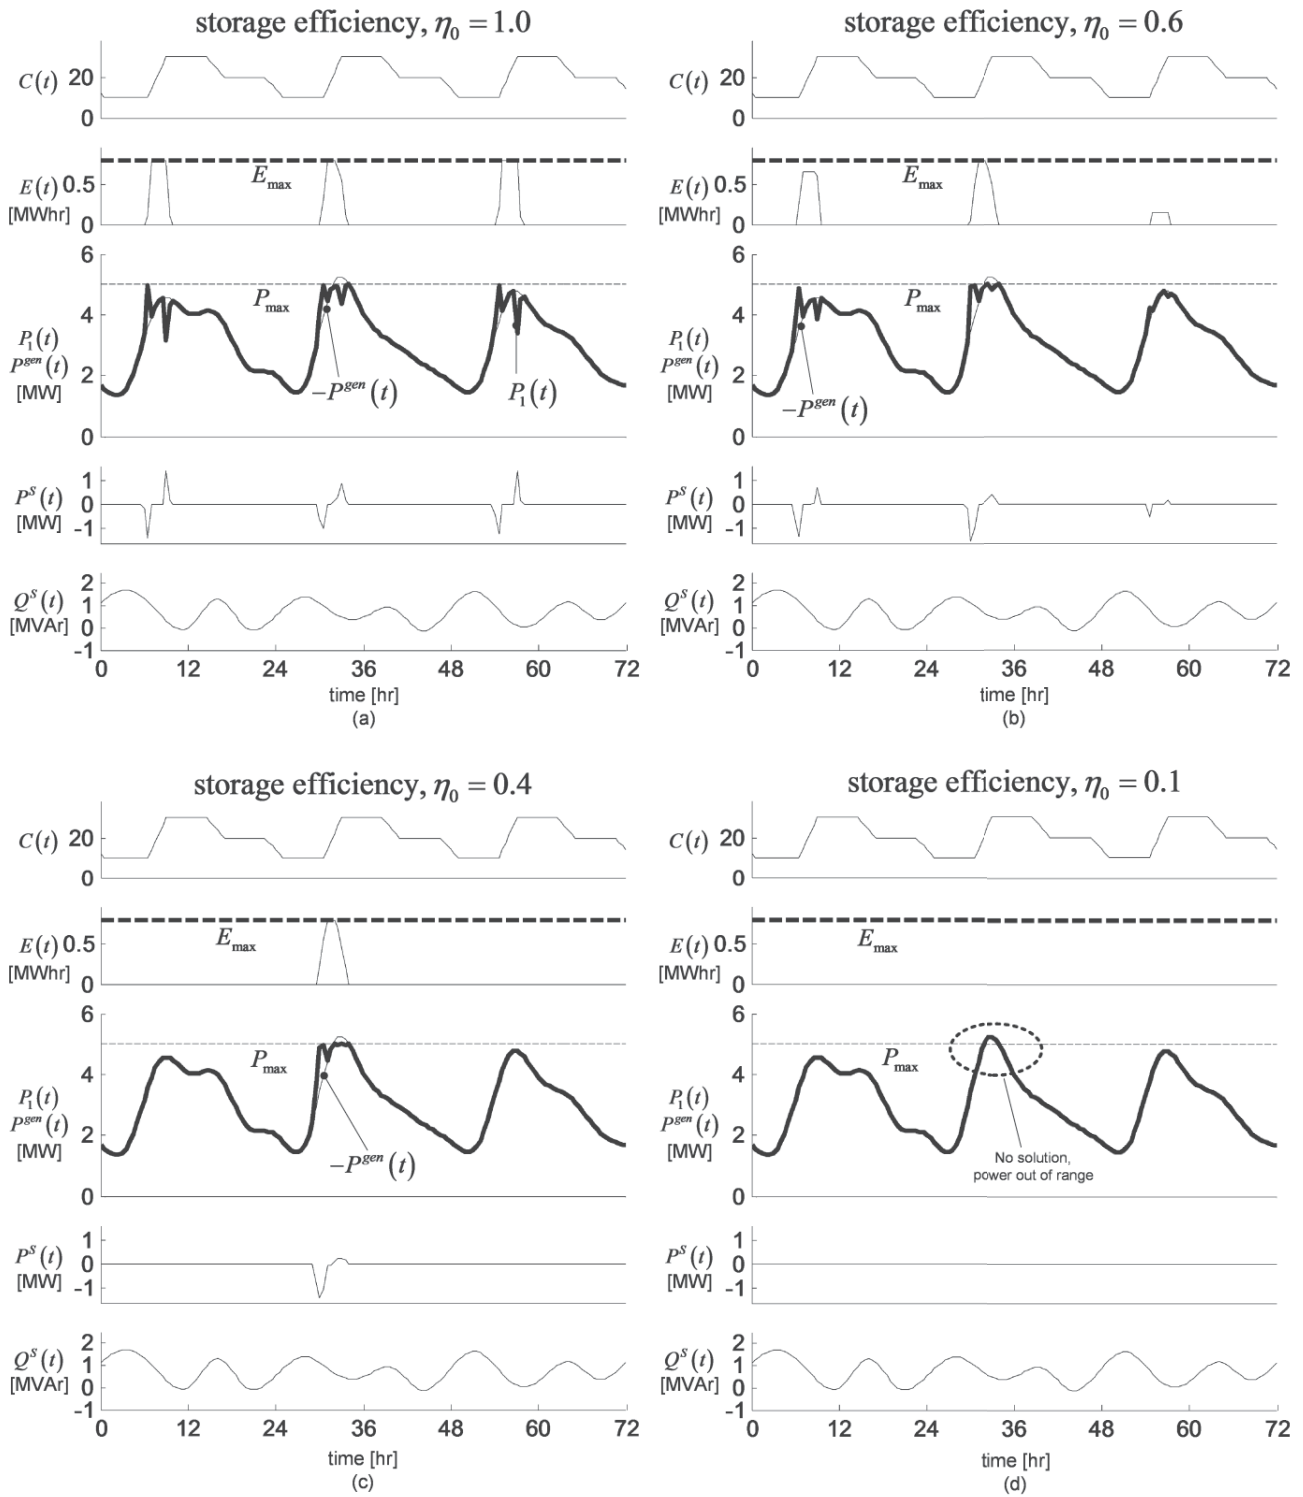 storage efficiency, η₀ = 1.0
C(t) 20
0
E(t) 0.5
[MWhr] 0
E_max
6
4
2
0
P₁(t)
P^gen(t)
[MW]
P_max
−P^gen(t)
P₁(t)
P^S(t)
[MW]
1
0
-1
Q^S(t)
[MVAr]
2
1
0
-1
0 12 24 36 48 60 72
time [hr]
(a)
storage efficiency, η₀ = 0.6
C(t) 20
0
E(t) 0.5
[MWhr] 0
E_max
6
4
2
0
P₁(t)
P^gen(t)
[MW]
P_max
−P^gen(t)
P^S(t)
[MW]
1
0
-1
Q^S(t)
[MVAr]
2
1
0
-1
0 12 24 36 48 60 72
time [hr]
(b)
storage efficiency, η₀ = 0.4
C(t) 20
0
E(t) 0.5
[MWhr] 0
E_max
6
4
2
0
P₁(t)
P^gen(t)
[MW]
P_max
−P^gen(t)
P^S(t)
[MW]
1
0
-1
Q^S(t)
[MVAr]
2
1
0
-1
0 12 24 36 48 60 72
time [hr]
(c)
storage efficiency, η₀ = 0.1
C(t) 20
0
E(t) 0.5
[MWhr] 0
E_max
6
4
2
0
P₁(t)
P^gen(t)
[MW]
P_max
No solution,
power out of range
P^S(t)
[MW]
1
0
-1
Q^S(t)
[MVAr]
2
1
0
-1
0 12 24 36 48 60 72
time [hr]
(d)